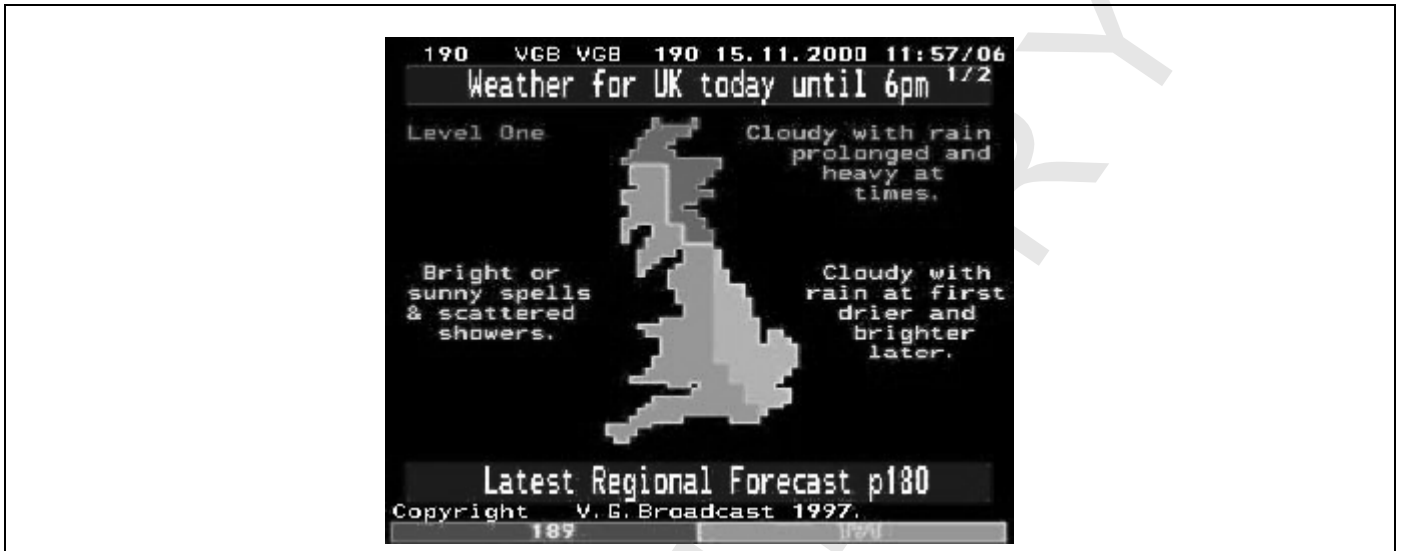 190 VGB VGB 190 15.11.2000 11:57/06
Weather for UK today until 6pm 1/2
Level One
Cloudy with rain
prolonged and
heavy at
times.
Bright or
sunny spells
& scattered
showers.
Cloudy with
rain at first
drier and
brighter
later.
Latest Regional Forecast p180
Copyright V.G.Broadcast 1997.
189